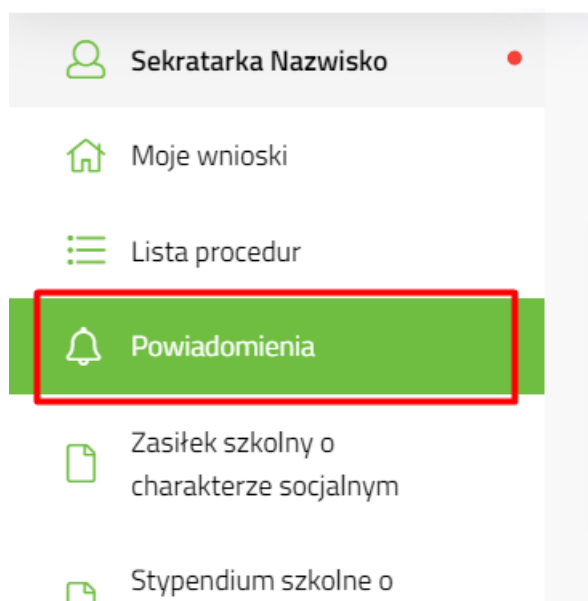 Sekratarka Nazwisko
Moje wnioski
Lista procedur
Powiadomienia
Zasiłek szkolny o
charakterze socjalnym
Stypendium szkolne o